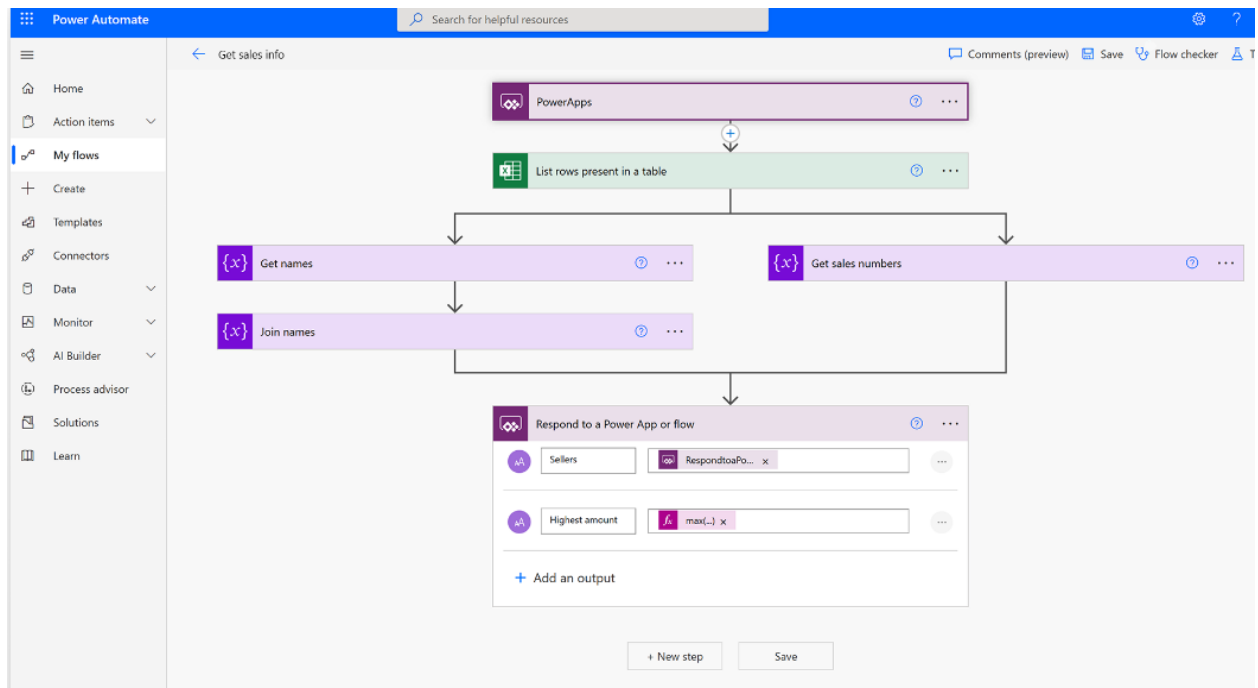 Power Automate
Search for helpful resources
?
Get sales info
Comments (preview)
Save
Flow checker
T
Home
Action items
My flows
Create
Templates
Connectors
Data
Monitor
AI Builder
Process advisor
Solutions
Learn
PowerApps
List rows present in a table
{x} Get names
{x} Get sales numbers
{x} Join names
Respond to a Power App or flow
AA Sellers RespondtoaPo... x
AA Highest amount fx max(...) x
+ Add an output
+ New step
Save